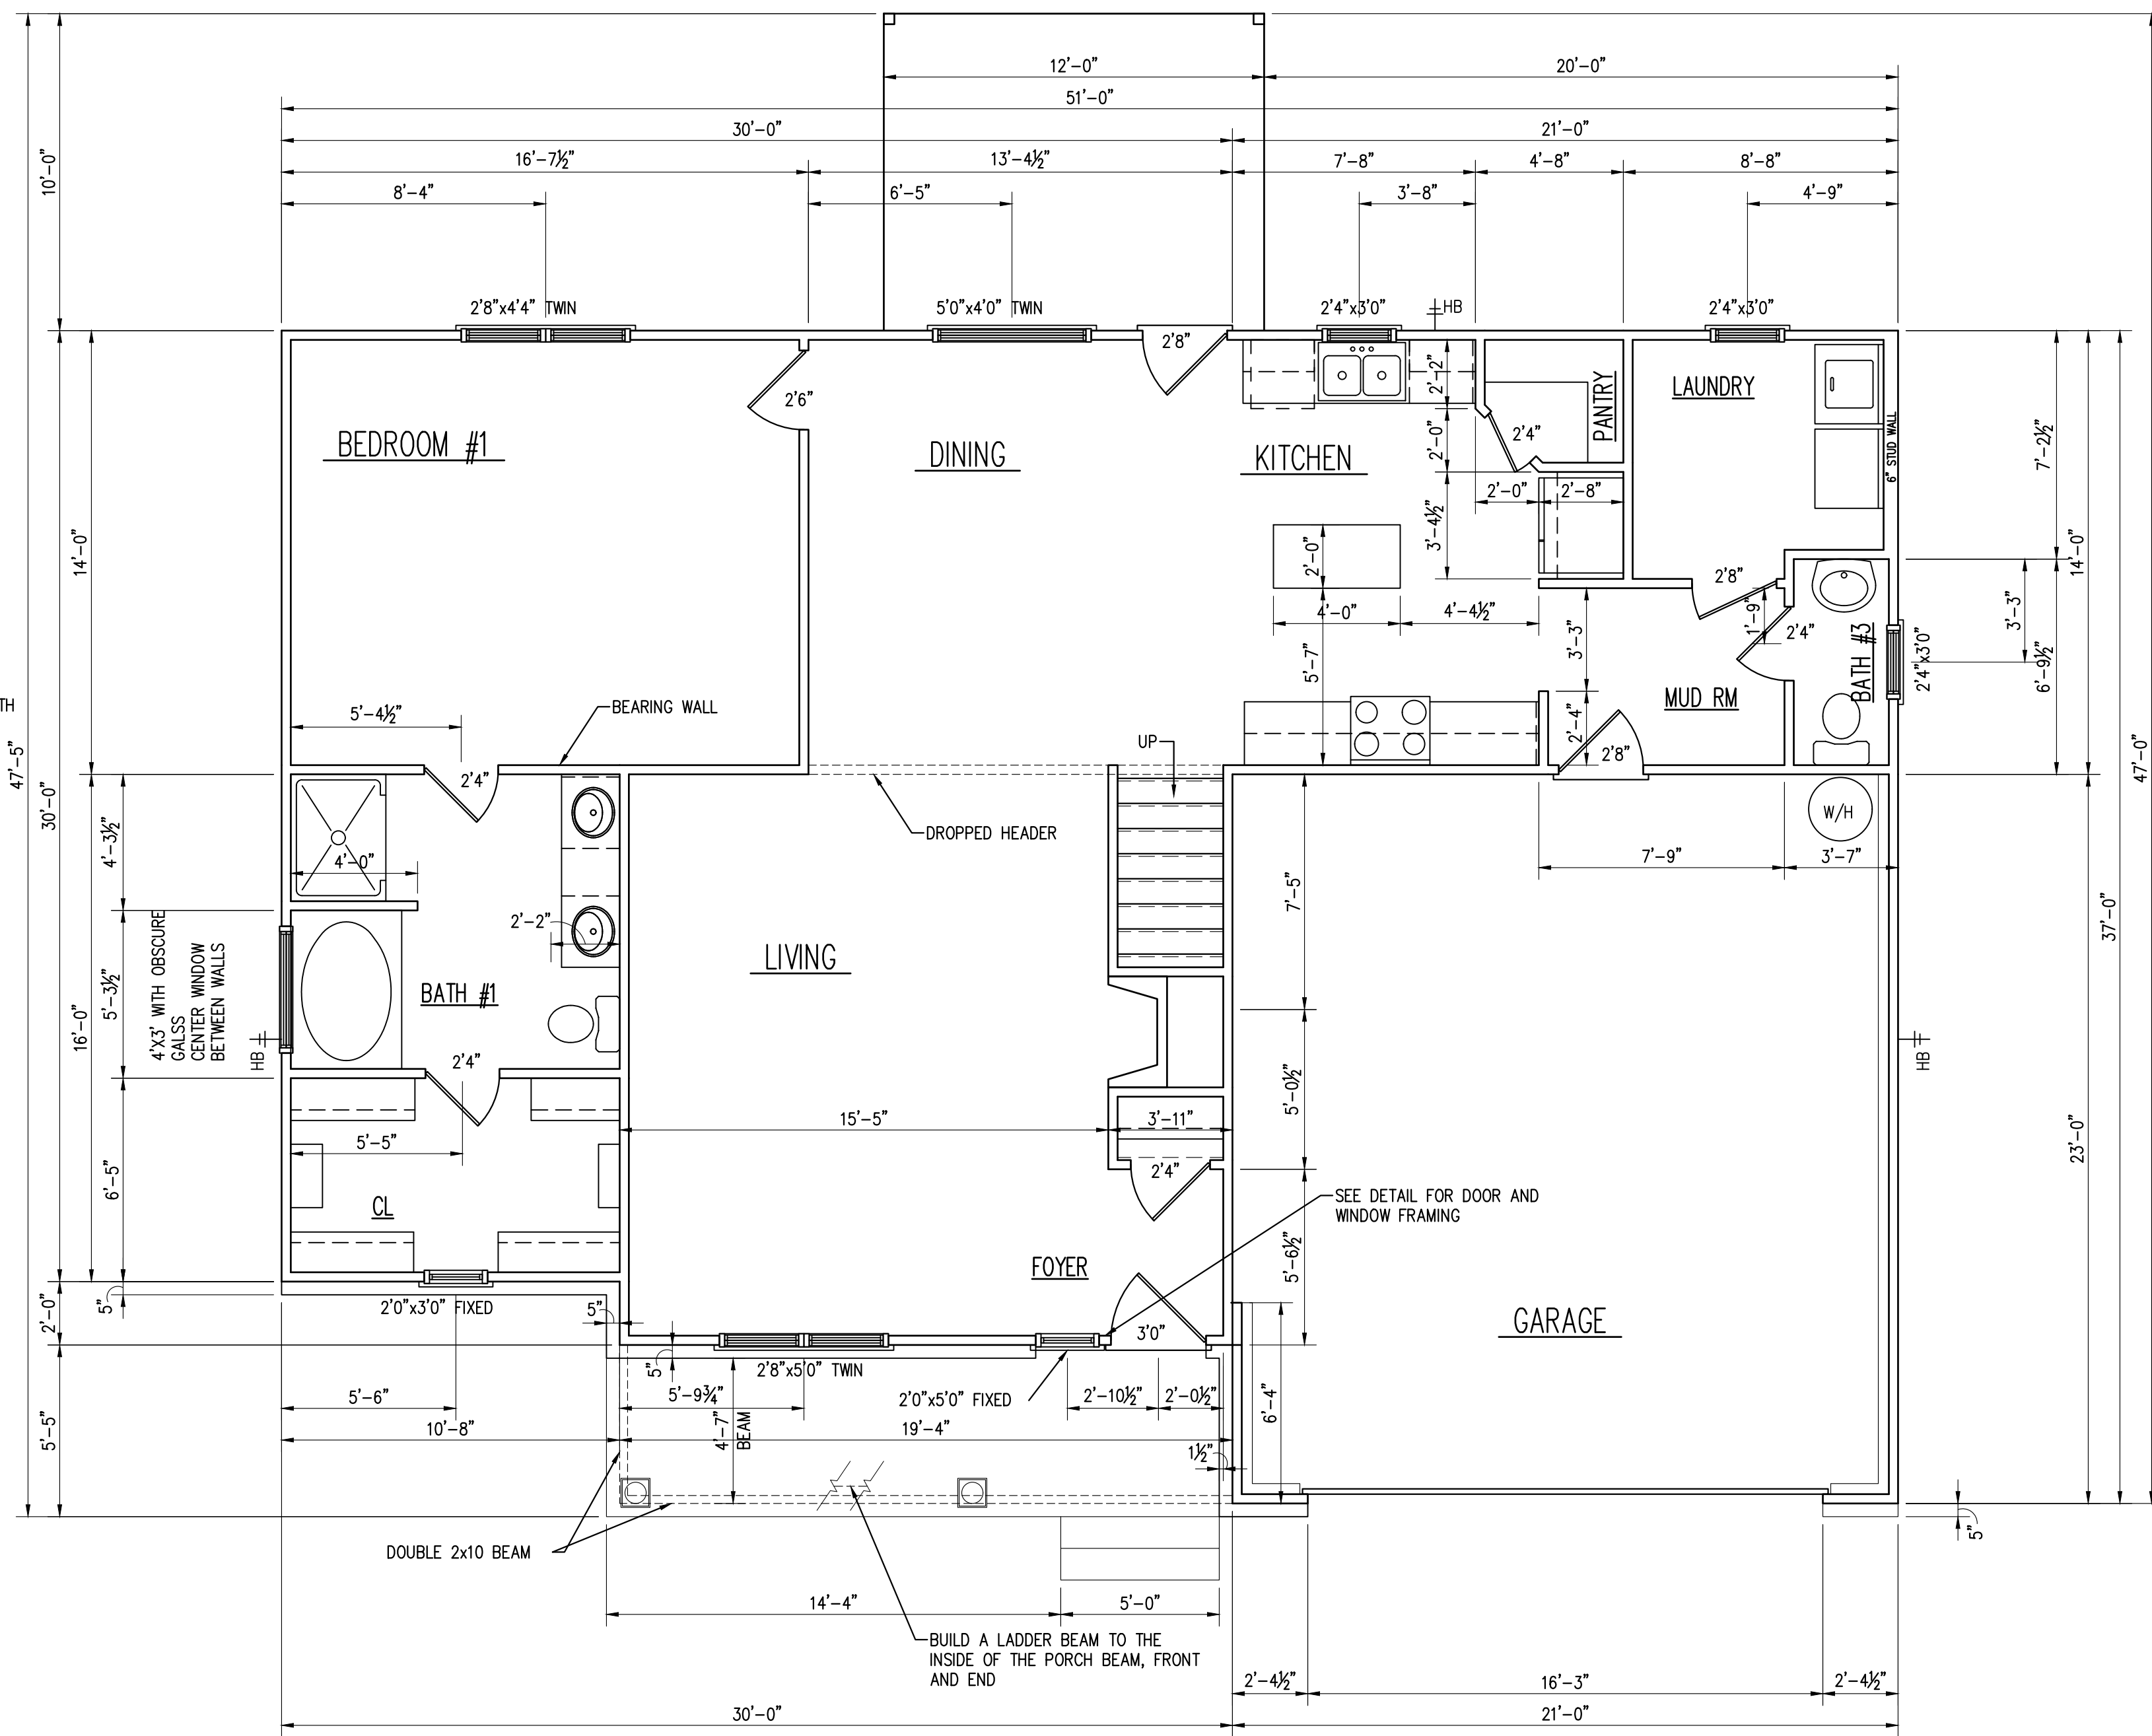 12'-0"
20'-0"
51'-0"
30'-0"
21'-0"
16'-7½"
13'-4½"
7'-8"
4'-8"
8'-8"
8'-4"
6'-5"
3'-8"
4'-9"
10'-0"
2'8"x4'4" TWIN
5'0"x4'0" TWIN
2'4"x3'0"
HB
2'4"x3'0"
2'8"
2'6"
2'-2"
PANTRY
LAUNDRY
6" STUD WALL
BEDROOM #1
DINING
KITCHEN
2'4"
2'-0"
7'-2½"
2'-0"
2'-8"
3'-4½"
14'-0"
2'-0"
14'-0"
2'8"
4'-0"
4'-4½"
1'-9"
2'4"
3'-3"
3'-3"
BATH #3
2'4"x3'0"
6'-9½"
5'-7"
MUD RM
TH
47'-5"
5'-4½"
BEARING WALL
2'-4"
2'8"
UP
47'-0"
30'-0"
2'4"
W/H
DROPPED HEADER
4'-3½"
4'-0"
7'-9"
3'-7"
7'-5"
37'-0"
2'-2"
4'X3' WITH OBSCURE
GALSS
CENTER WINDOW
BETWEEN WALLS
LIVING
BATH #1
5'-3½"
16'-0"
HB
HB
2'4"
5'-0½"
15'-5"
3'-11"
23'-0"
5'-5"
6'-5"
2'4"
CL
SEE DETAIL FOR DOOR AND
WINDOW FRAMING
5'-6½"
FOYER
GARAGE
5"
2'-0"
2'0"x3'0" FIXED
5"
3'0"
5"
2'8"x5'0" TWIN
5'-6"
5'-9¾"
2'0"x5'0" FIXED
2'-10½"
2'-0½"
6'-4"
5'-5"
10'-8"
4'-7"
BEAM
19'-4"
1½"
5"
DOUBLE 2x10 BEAM
14'-4"
5'-0"
BUILD A LADDER BEAM TO THE
INSIDE OF THE PORCH BEAM, FRONT
AND END
2'-4½"
16'-3"
2'-4½"
30'-0"
21'-0"